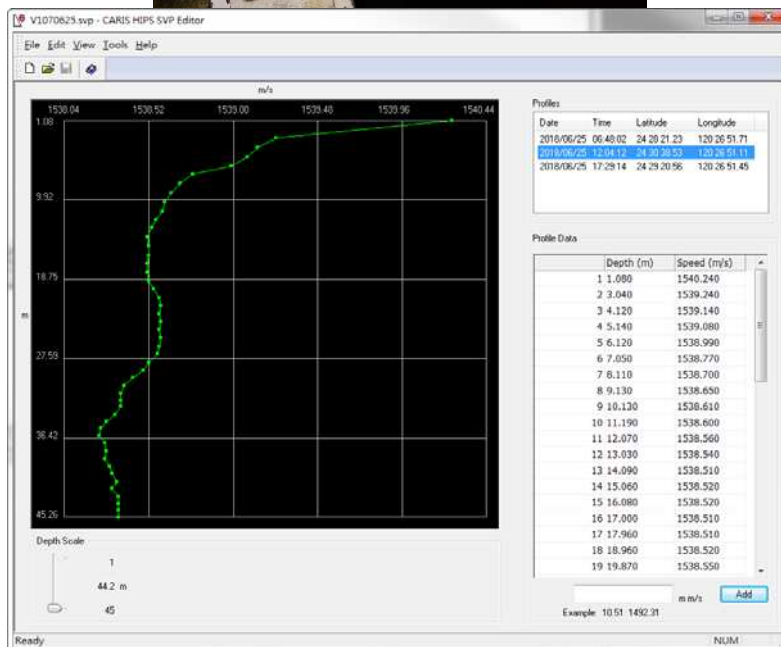 V1070625.svp - CARIS HIPS SVP Editor
File Edit View Tools Help
m/s
1538.04 1538.52 1539.00 1539.48 1539.96 1540.44
1.08
9.92
18.75
m
27.59
36.42
45.26
Depth Scale
1
44.2 m
45
Profiles
Date Time Latitude Longitude
2018/06/25 06:48:02 24 28 21.23 120 26 51.71
2018/06/25 12:04:12 24 30 38.53 120 26 51.11
2018/06/25 17:29:14 24 29 20.56 120 26 51.45
Profile Data
Depth (m) Speed (m/s)
1 1.080 1540.240
2 3.040 1539.240
3 4.120 1539.140
4 5.140 1539.080
5 6.120 1538.990
6 7.050 1538.770
7 8.110 1538.700
8 9.130 1538.650
9 10.130 1538.610
10 11.190 1538.600
11 12.070 1538.560
12 13.030 1538.540
13 14.090 1538.510
14 15.060 1538.520
15 16.080 1538.520
16 17.000 1538.510
17 17.960 1538.510
18 18.960 1538.520
19 19.870 1538.550
m m/s Add
Example: 10.51 1492.31
Ready NUM